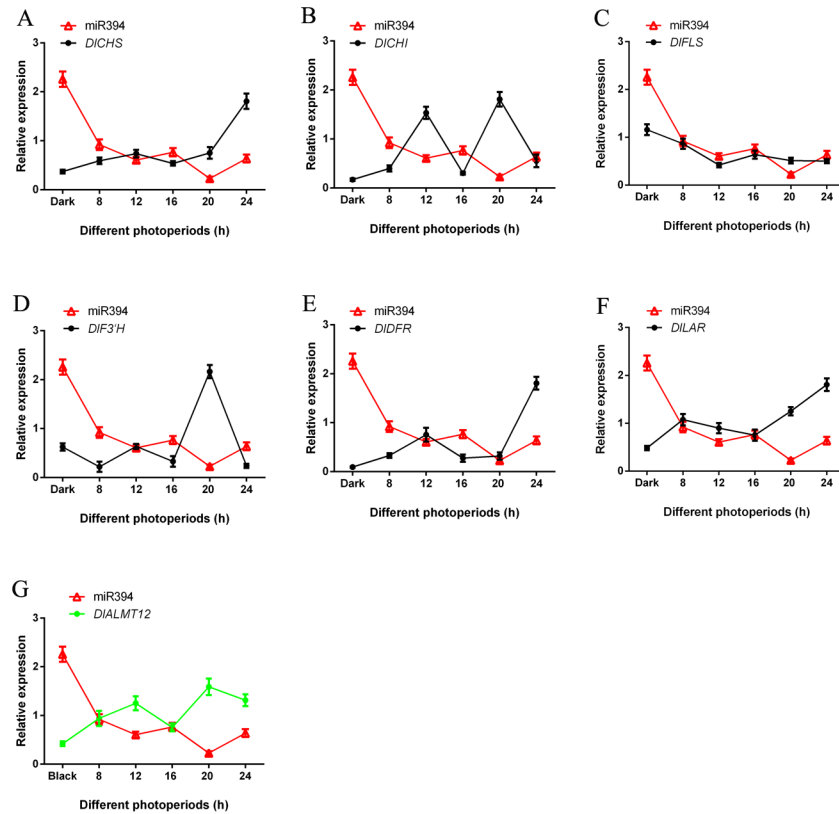 A
miR394
DlCHS
Relative expression
3
2
1
0
Dark 8 12 16 20 24
Different photoperiods (h)
B
miR394
DlCHI
Relative expression
3
2
1
0
Dark 8 12 16 20 24
Different photoperiods (h)
C
miR394
DlFLS
Relative expression
3
2
1
0
Dark 8 12 16 20 24
Different photoperiods (h)
D
miR394
DlF3'H
Relative expression
3
2
1
0
Dark 8 12 16 20 24
Different photoperiods (h)
E
miR394
DlDFR
Relative expression
3
2
1
0
Dark 8 12 16 20 24
Different photoperiods (h)
F
miR394
DlLAR
Relative expression
3
2
1
0
Dark 8 12 16 20 24
Different photoperiods (h)
G
miR394
DlALMT12
Relative expression
3
2
1
0
Black 8 12 16 20 24
Different photoperiods (h)